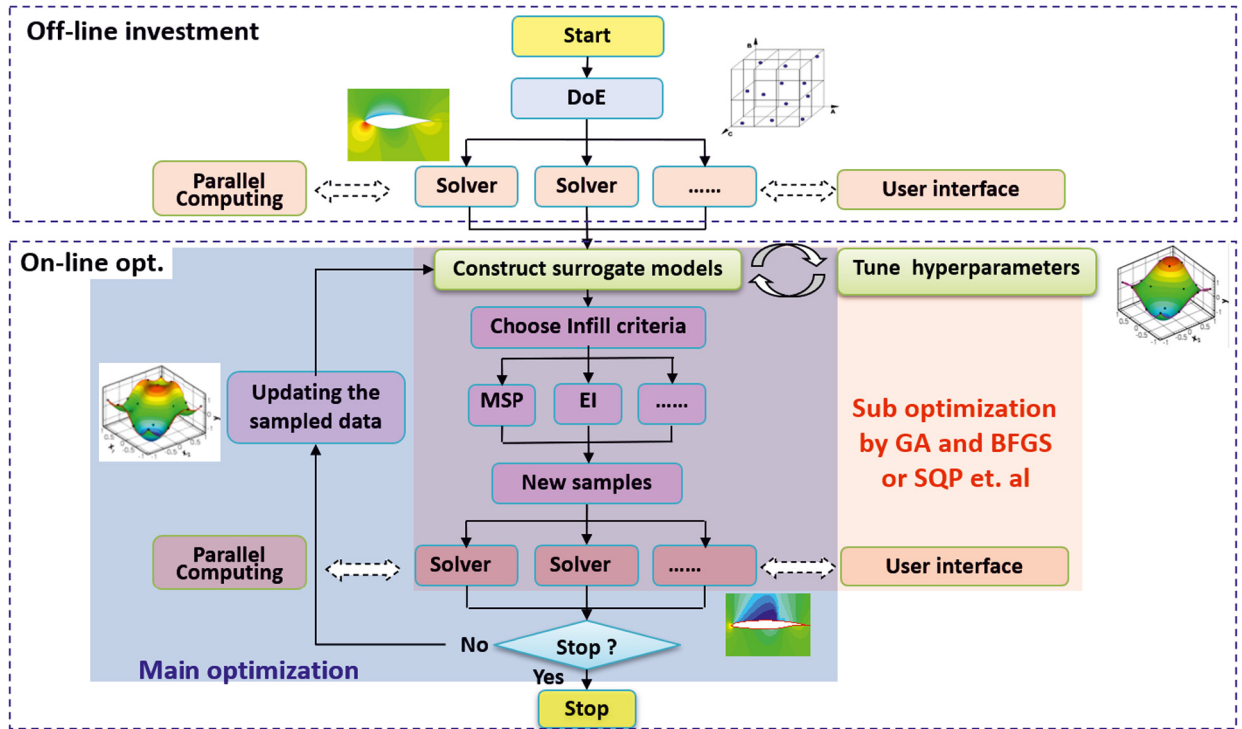 Off-line investment
Start
DoE
B
A
C
Parallel
Computing
Solver
Solver
......
User interface
On-line opt.
Construct surrogate models
Tune hyperparameters
Choose Infill criteria
Updating the
sampled data
MSP
EI
......
Sub optimization
by GA and BFGS
or SQP et. al
New samples
Parallel
Computing
Solver
Solver
......
User interface
No
Stop ?
Main optimization
Yes
Stop